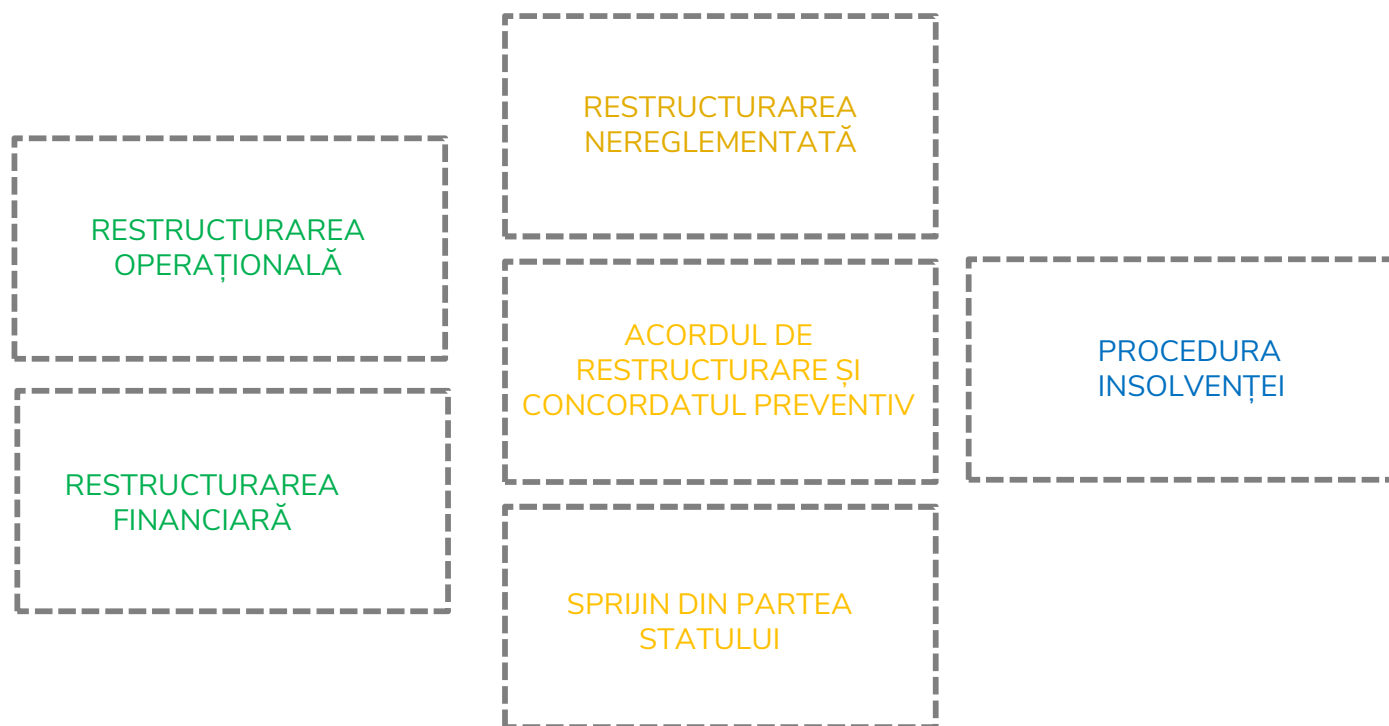 RESTRUCTURAREA
OPERAȚIONALĂ
RESTRUCTURAREA
FINANCIARĂ
RESTRUCTURAREA
NEREGLEMENTATĂ
ACORDUL DE
RESTRUCTURARE ȘI
CONCORDATUL PREVENTIV
SPRIJIN DIN PARTEA
STATULUI
PROCEDURA
INSOLVENȚEI